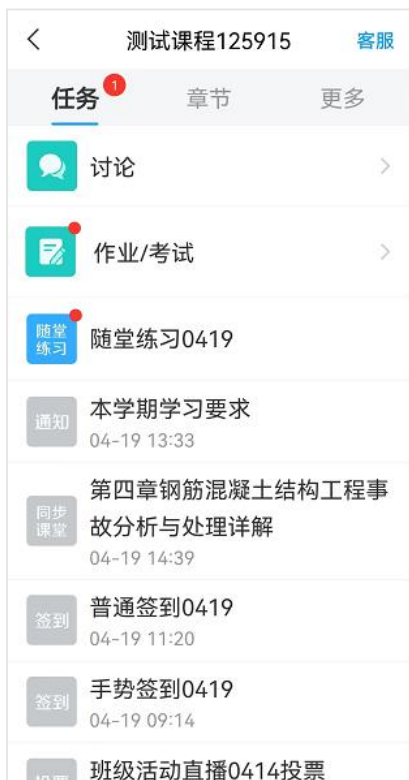 测试课程125915
客服
任务
1
章节
更多
讨论
作业/考试
随堂
练习
随堂练习0419
通知
本学期学习要求
04-19 13:33
同步
课堂
第四章钢筋混凝土结构工程事
故分析与处理详解
04-19 14:39
签到
普通签到0419
04-19 11:20
签到
手势签到0419
04-19 09:14
班级活动直播0414投票